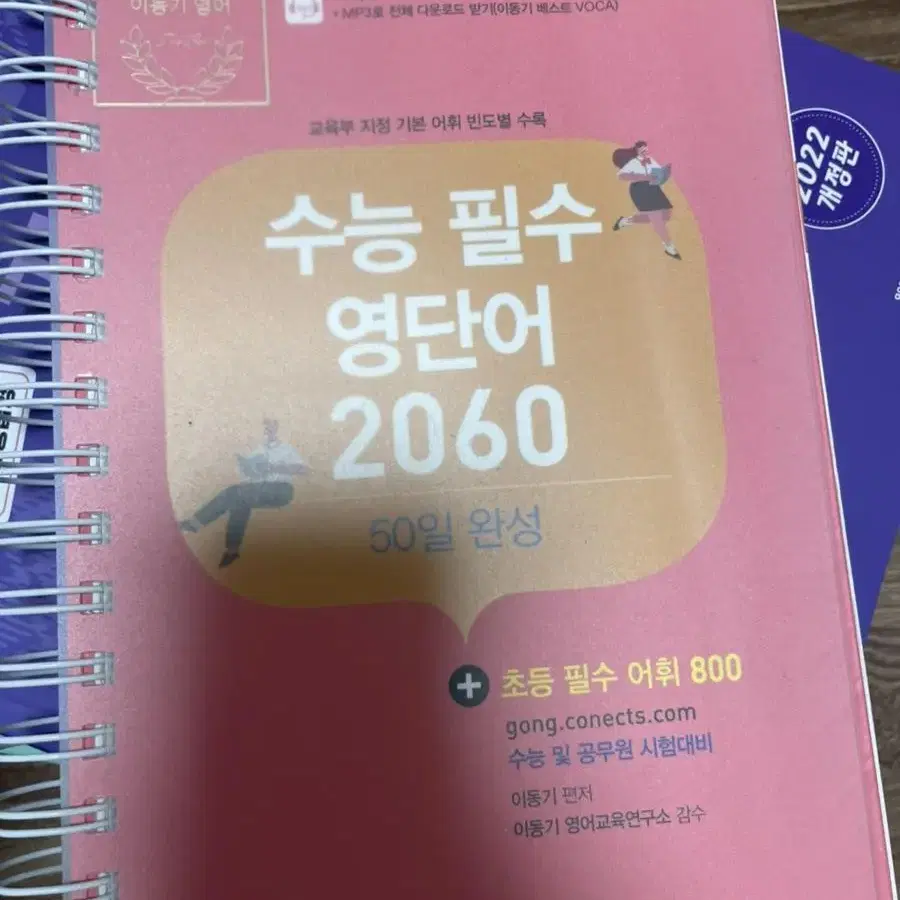 이동기 영어
• MP3로 전체 다운로드 받기(이동기 베스트 VOCA)
교육부 지정 기본 어휘 빈도별 수록
수능 필수
영단어
2060
50일 완성
+ 초등 필수 어휘 800
gong.conects.com
수능 및 공무원 시험대비
이동기 편저
이동기 영어교육연구소 감수
2022
개정판